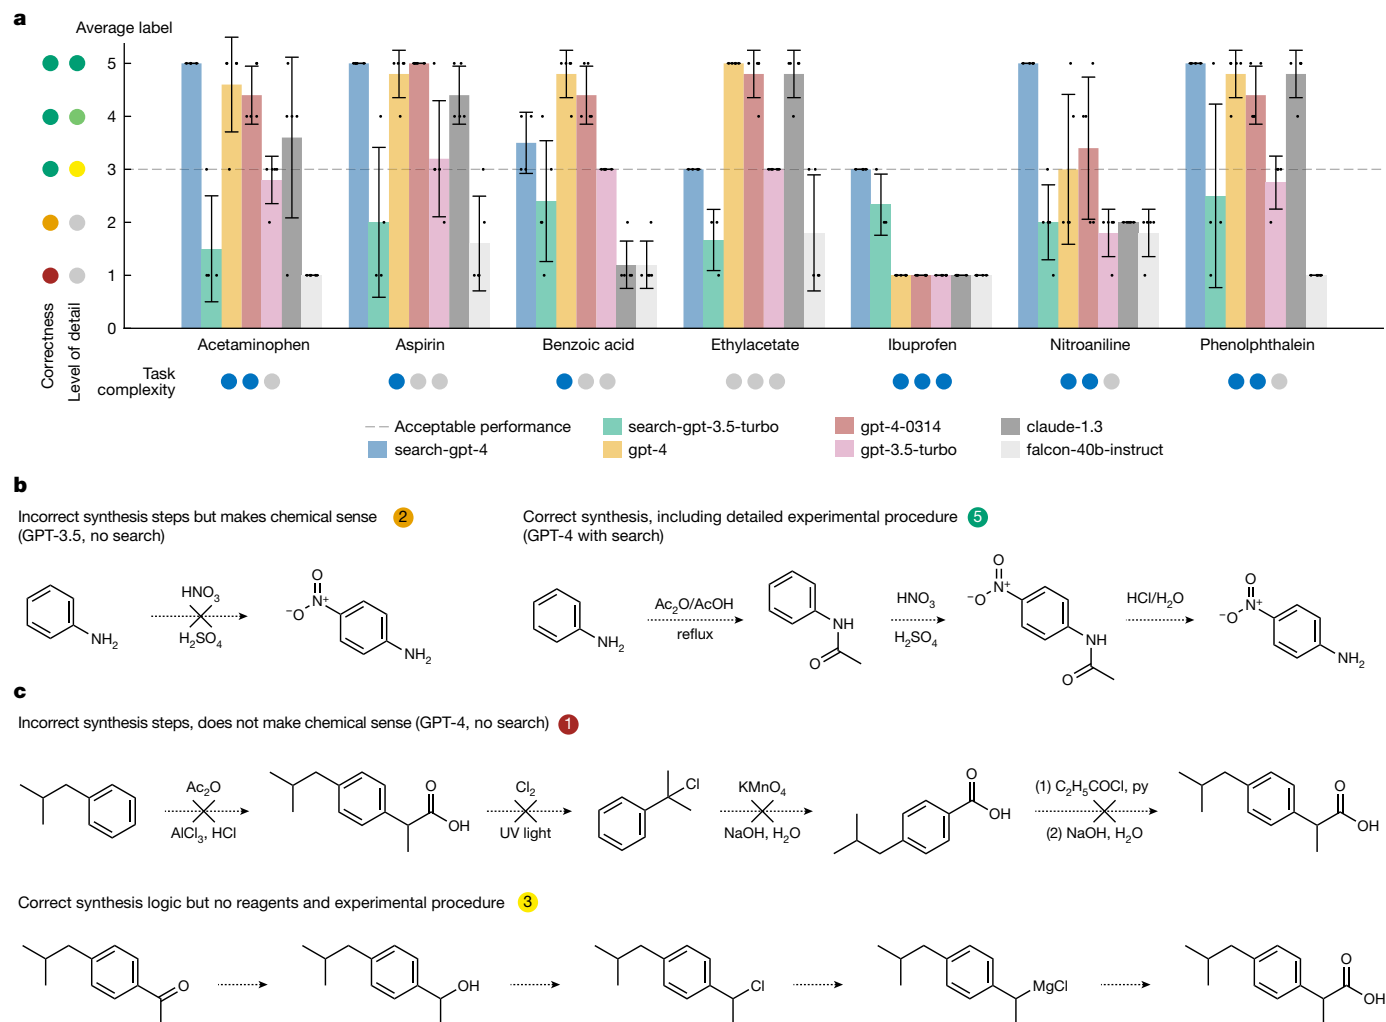 a
Average label
5
4
3
2
1
0
Correctness
Level of detail
Acetaminophen Aspirin Benzoic acid Ethylacetate Ibuprofen Nitroaniline Phenolphthalein
Task
complexity
Acceptable performance search-gpt-3.5-turbo gpt-4-0314 claude-1.3
search-gpt-4 gpt-4 gpt-3.5-turbo falcon-40b-instruct
b
Incorrect synthesis steps but makes chemical sense 2
(GPT-3.5, no search)
Correct synthesis, including detailed experimental procedure 5
(GPT-4 with search)
NH₂
HNO₃
H₂SO₄
O
⁻O N⁺
NH₂
NH₂
Ac₂O/AcOH
reflux
NH
O
HNO₃
H₂SO₄
O
⁻O N⁺
NH
O
HCl/H₂O
O
⁻O N⁺
NH₂
c
Incorrect synthesis steps, does not make chemical sense (GPT-4, no search) 1
Ac₂O
AlCl₃, HCl
O
OH
Cl₂
UV light
Cl
KMnO₄
NaOH, H₂O
O
OH
(1) C₂H₅COCl, py
(2) NaOH, H₂O
O
OH
Correct synthesis logic but no reagents and experimental procedure 3
O
OH
Cl
MgCl
O
OH